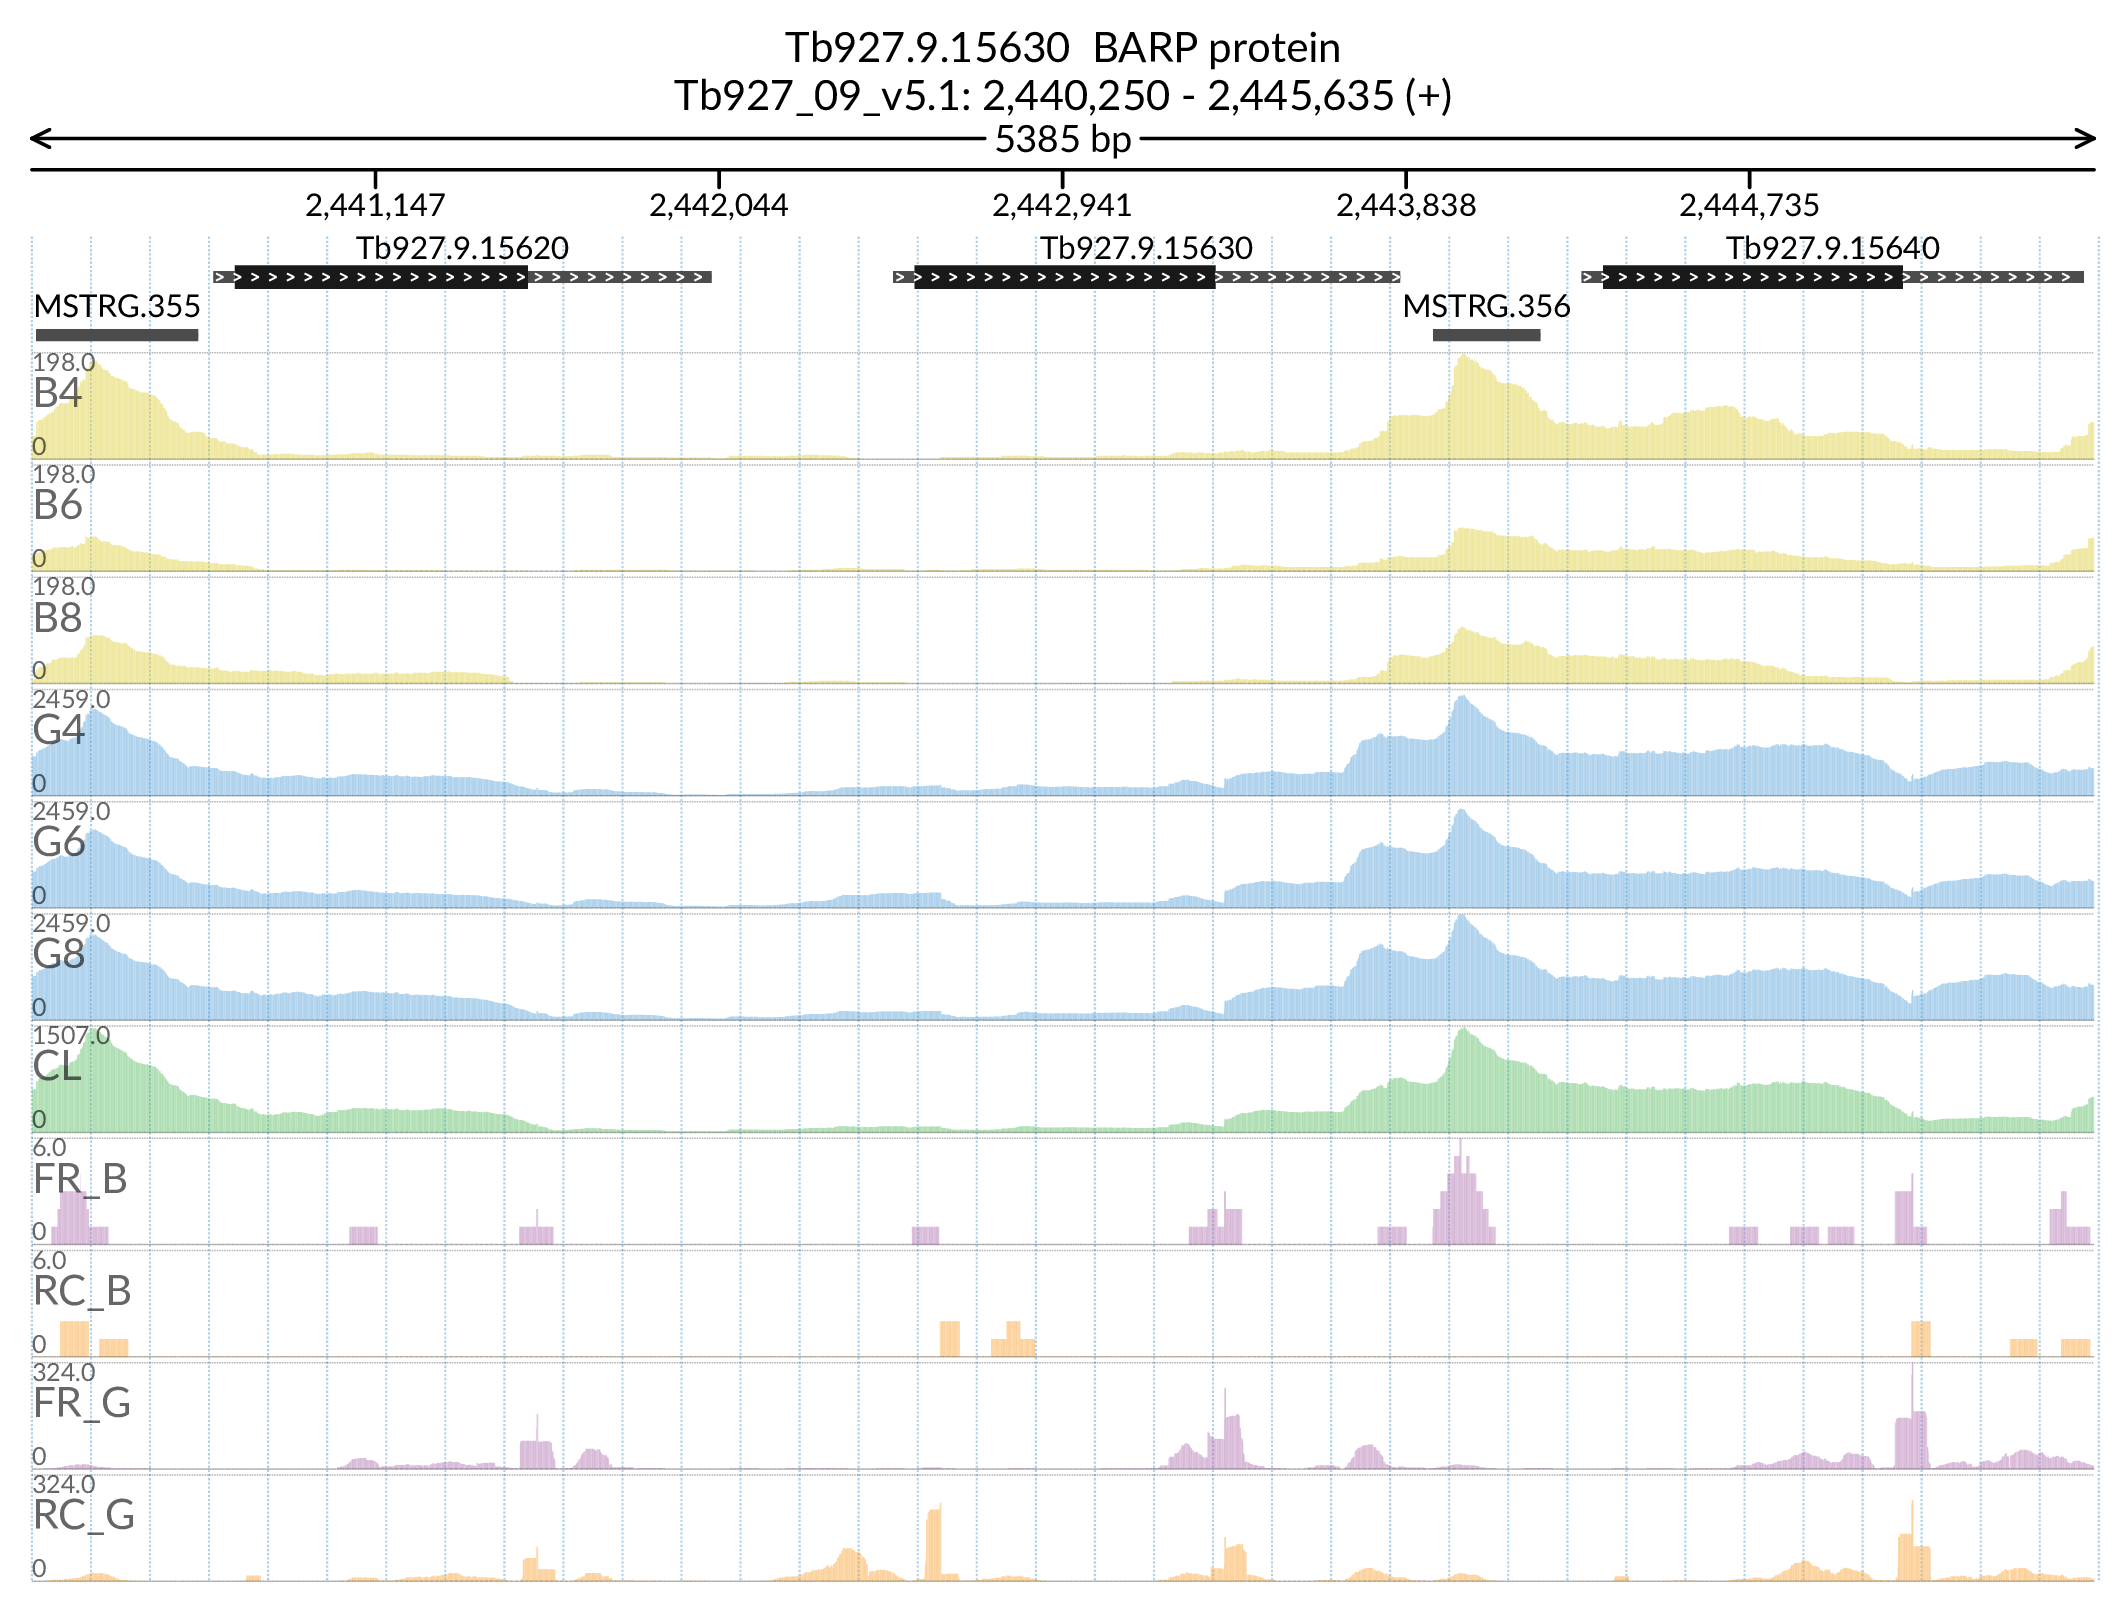 Tb927.9.15630 BARP protein
Tb927_09_v5.1: 2,440,250 - 2,445,635 (+)
5385 bp
2,441,147 2,442,044 2,442,941 2,443,838 2,444,735
Tb927.9.15620 Tb927.9.15630 Tb927.9.15640
MSTRG.355 MSTRG.356
198.0
B4
0
198.0
B6
0
198.0
B8
0
2459.0
G4
0
2459.0
G6
0
2459.0
G8
0
1507.0
CL
0
6.0
FR_B
0
6.0
RC_B
0
324.0
FR_G
0
324.0
RC_G
0